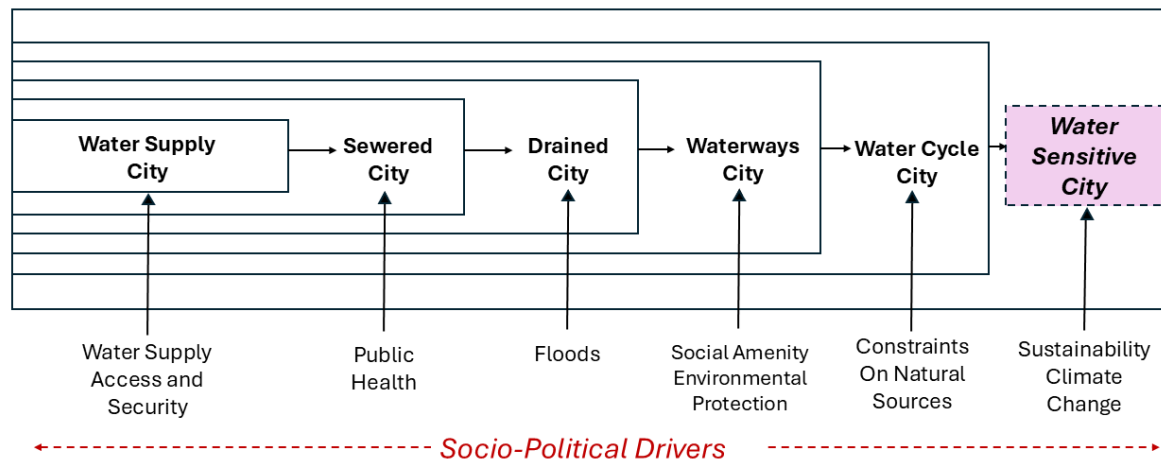 Water Supply
City
Sewered
City
Drained
City
Waterways
City
Water Cycle
City
Water
Sensitive
City
Water Supply
Access and
Security
Public
Health
Floods
Social Amenity
Environmental
Protection
Constraints
On Natural
Sources
Sustainability
Climate
Change
Socio-Political Drivers